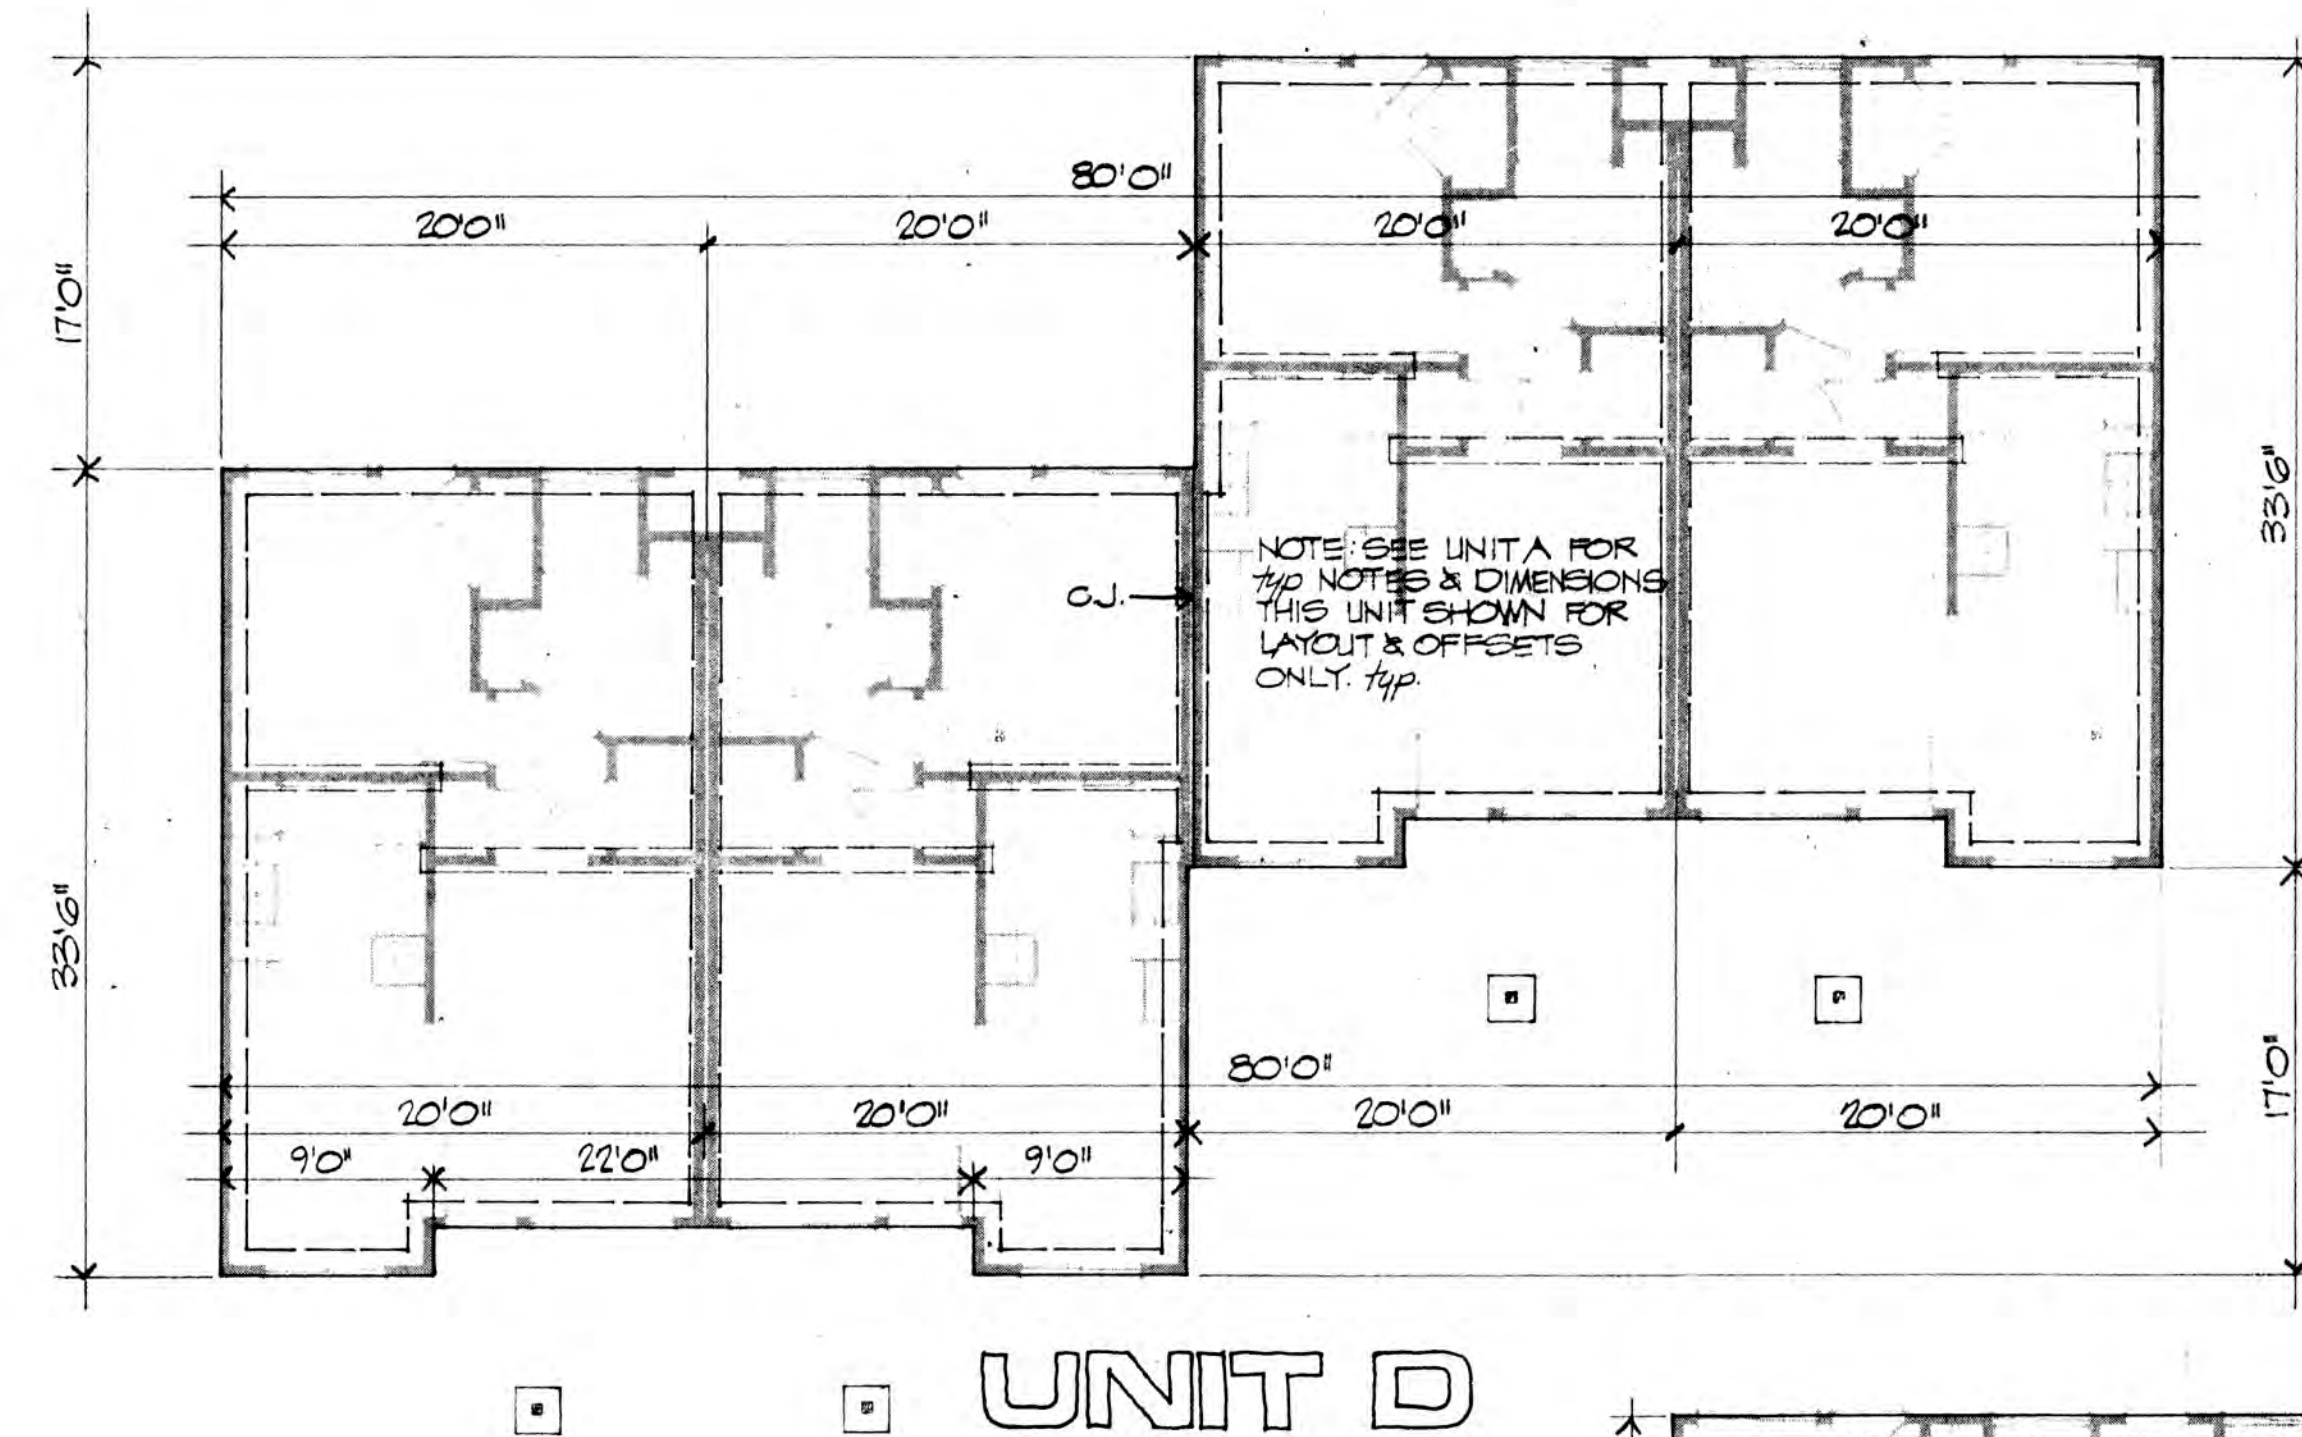 80'0"
20'0"
20'0"
20'0"
20'0"
17'0"
33'6"
NOTE: SEE UNIT A FOR
typ NOTES & DIMENSIONS
THIS UNIT SHOWN FOR
LAYOUT & OFFSETS
ONLY. typ.
C.J.
33'6"
80'0"
17'0"
20'0"
20'0"
20'0"
20'0"
9'0"
22'0"
9'0"
UNIT D